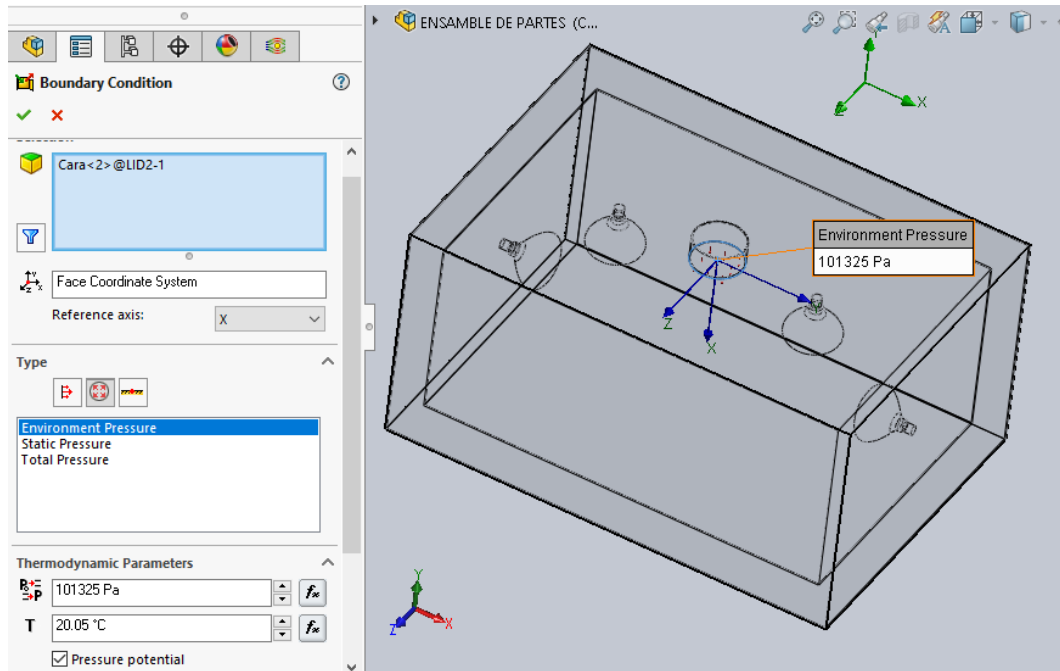 ENSAMBLE DE PARTES (C...
Boundary Condition
Cara<2>@LID2-1
Face Coordinate System
Reference axis:
X
Type
Environment Pressure
Static Pressure
Total Pressure
Thermodynamic Parameters
101325 Pa
T
20.05 °C
Pressure potential
Environment Pressure
101325 Pa
Y
X
Z
Z
X
Y
Z
X